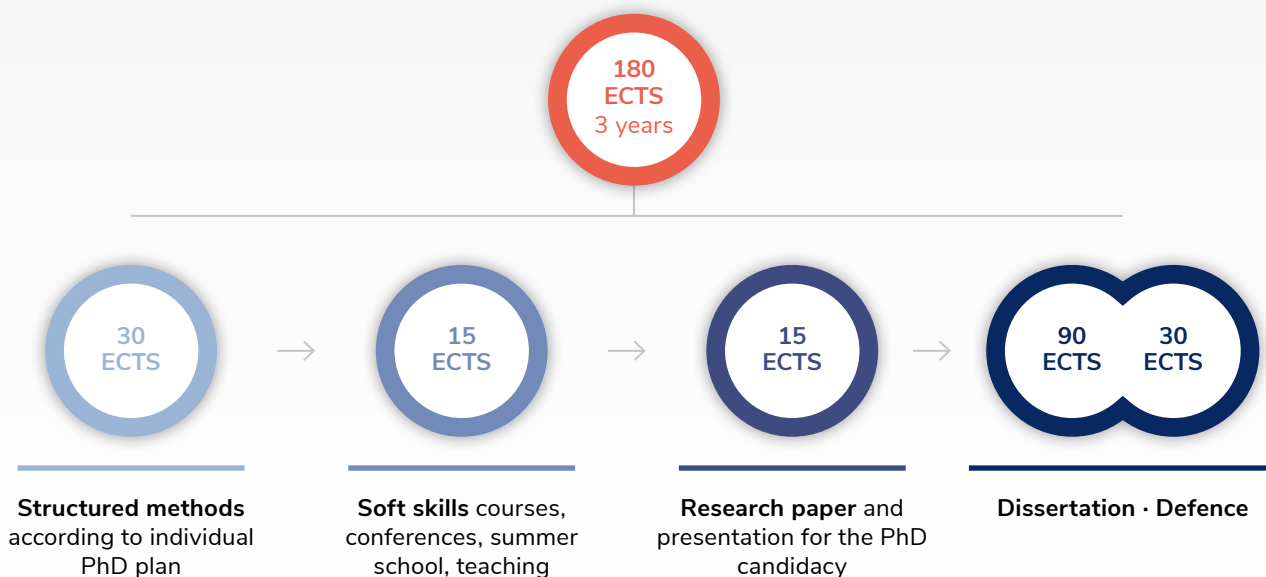 180
ECTS
3 years
30
ECTS
15
ECTS
15
ECTS
90
ECTS
30
ECTS
Structured methods
according to individual
PhD plan
Soft skills courses,
conferences, summer
school, teaching
Research paper and
presentation for the PhD
candidacy
Dissertation · Defence